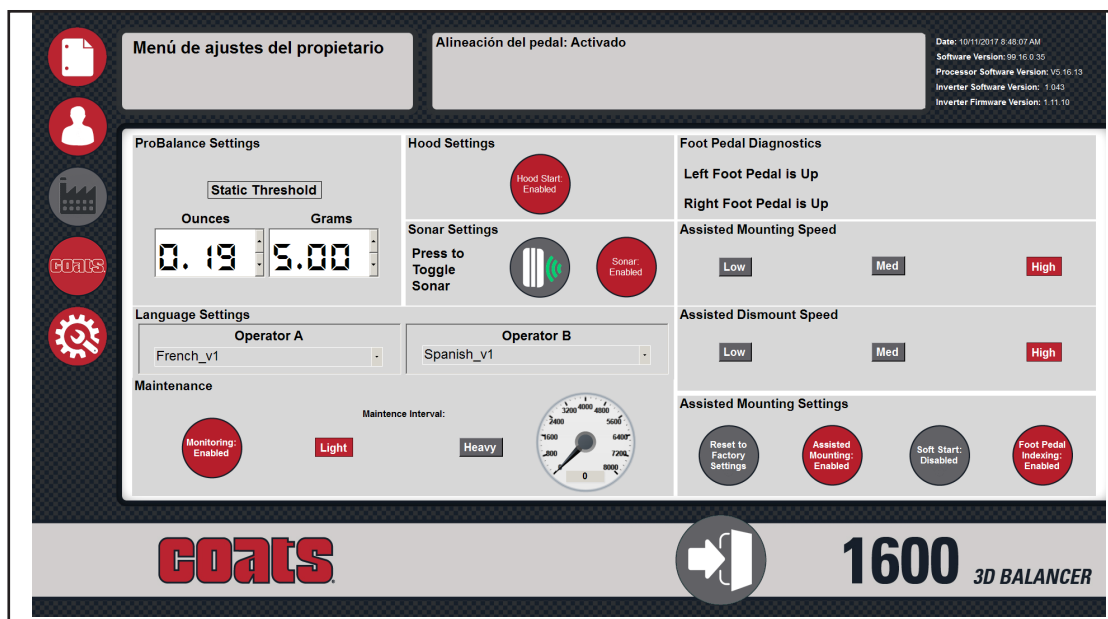 Menú de ajustes del propietario
Alineación del pedal: Activado
Date: 10/11/2017 8:48:07 AM
Software Version: 99.16.0.35
Processor Software Version: V5.16.13
Inverter Software Version: 1.043
Inverter Firmware Version: 1.11.10
coats
ProBalance Settings
Static Threshold
Ounces
Grams
0.19
5.00
Hood Settings
Hood Start:
Enabled
Sonar Settings
Press to
Toggle
Sonar
Sonar:
Enabled
Foot Pedal Diagnostics
Left Foot Pedal is Up
Right Foot Pedal is Up
Assisted Mounting Speed
Low
Med
High
Language Settings
Operator A
French_v1
Operator B
Spanish_v1
Assisted Dismount Speed
Low
Med
High
Maintenance
Monitoring:
Enabled
Maintence Interval:
Light
Heavy
0
800
1600
2400
3200
4000
4800
5600
6400
7200
8000
0
Assisted Mounting Settings
Reset to
Factory
Settings
Assisted
Mounting:
Enabled
Soft Start:
Disabled
Foot Pedal
Indexing:
Enabled
coats
1600 3D BALANCER